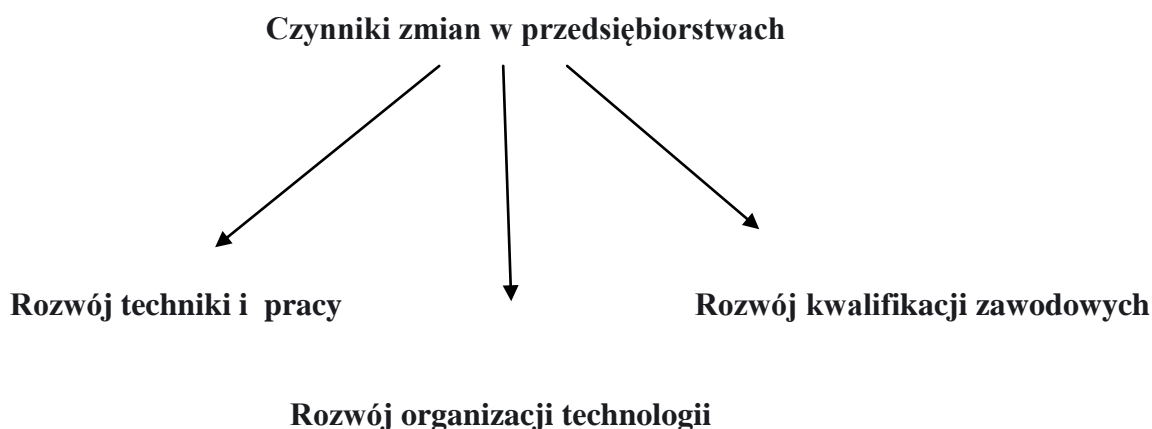 Czynniki zmian w przedsiębiorstwach
Rozwój techniki i  pracy
Rozwój kwalifikacji zawodowych
Rozwój organizacji technologii